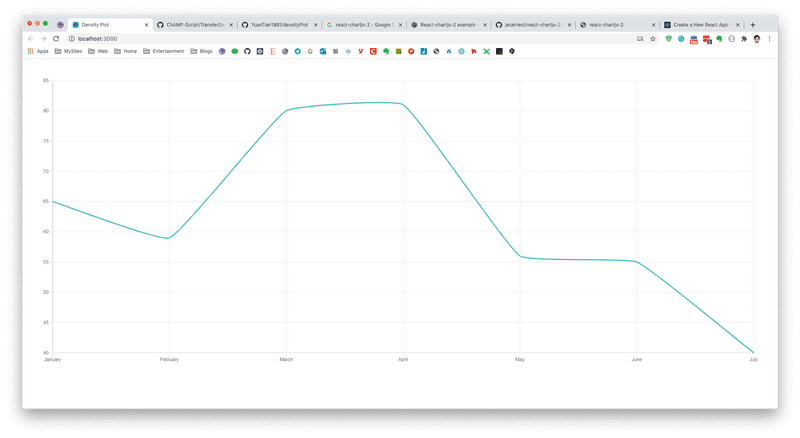 Density Plot
ChAMP-Script/TransferCo
YuanTian1991/densityPlot
react-chartjs-2 - Google S
React-chartjs-2 example
jerairrest/react-chartjs-2
react-chartjs-2
Create a New React App
localhost:3000
Apps MySites Web Home Entertainment Blogs
85
80
75
70
65
60
55
50
45
40
January February March April May June July